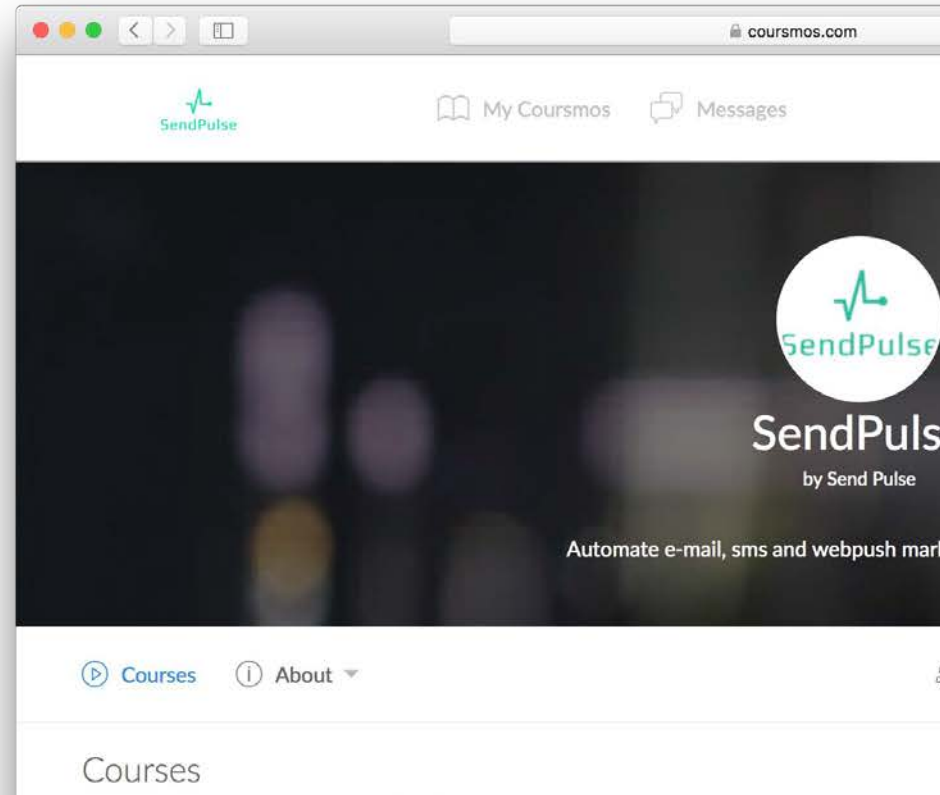 coursmos.com
SendPulse
My Coursmos
Messages
SendPulse
SendPuls
by Send Pulse
Automate e-mail, sms and webpush mar
Courses
About
Courses